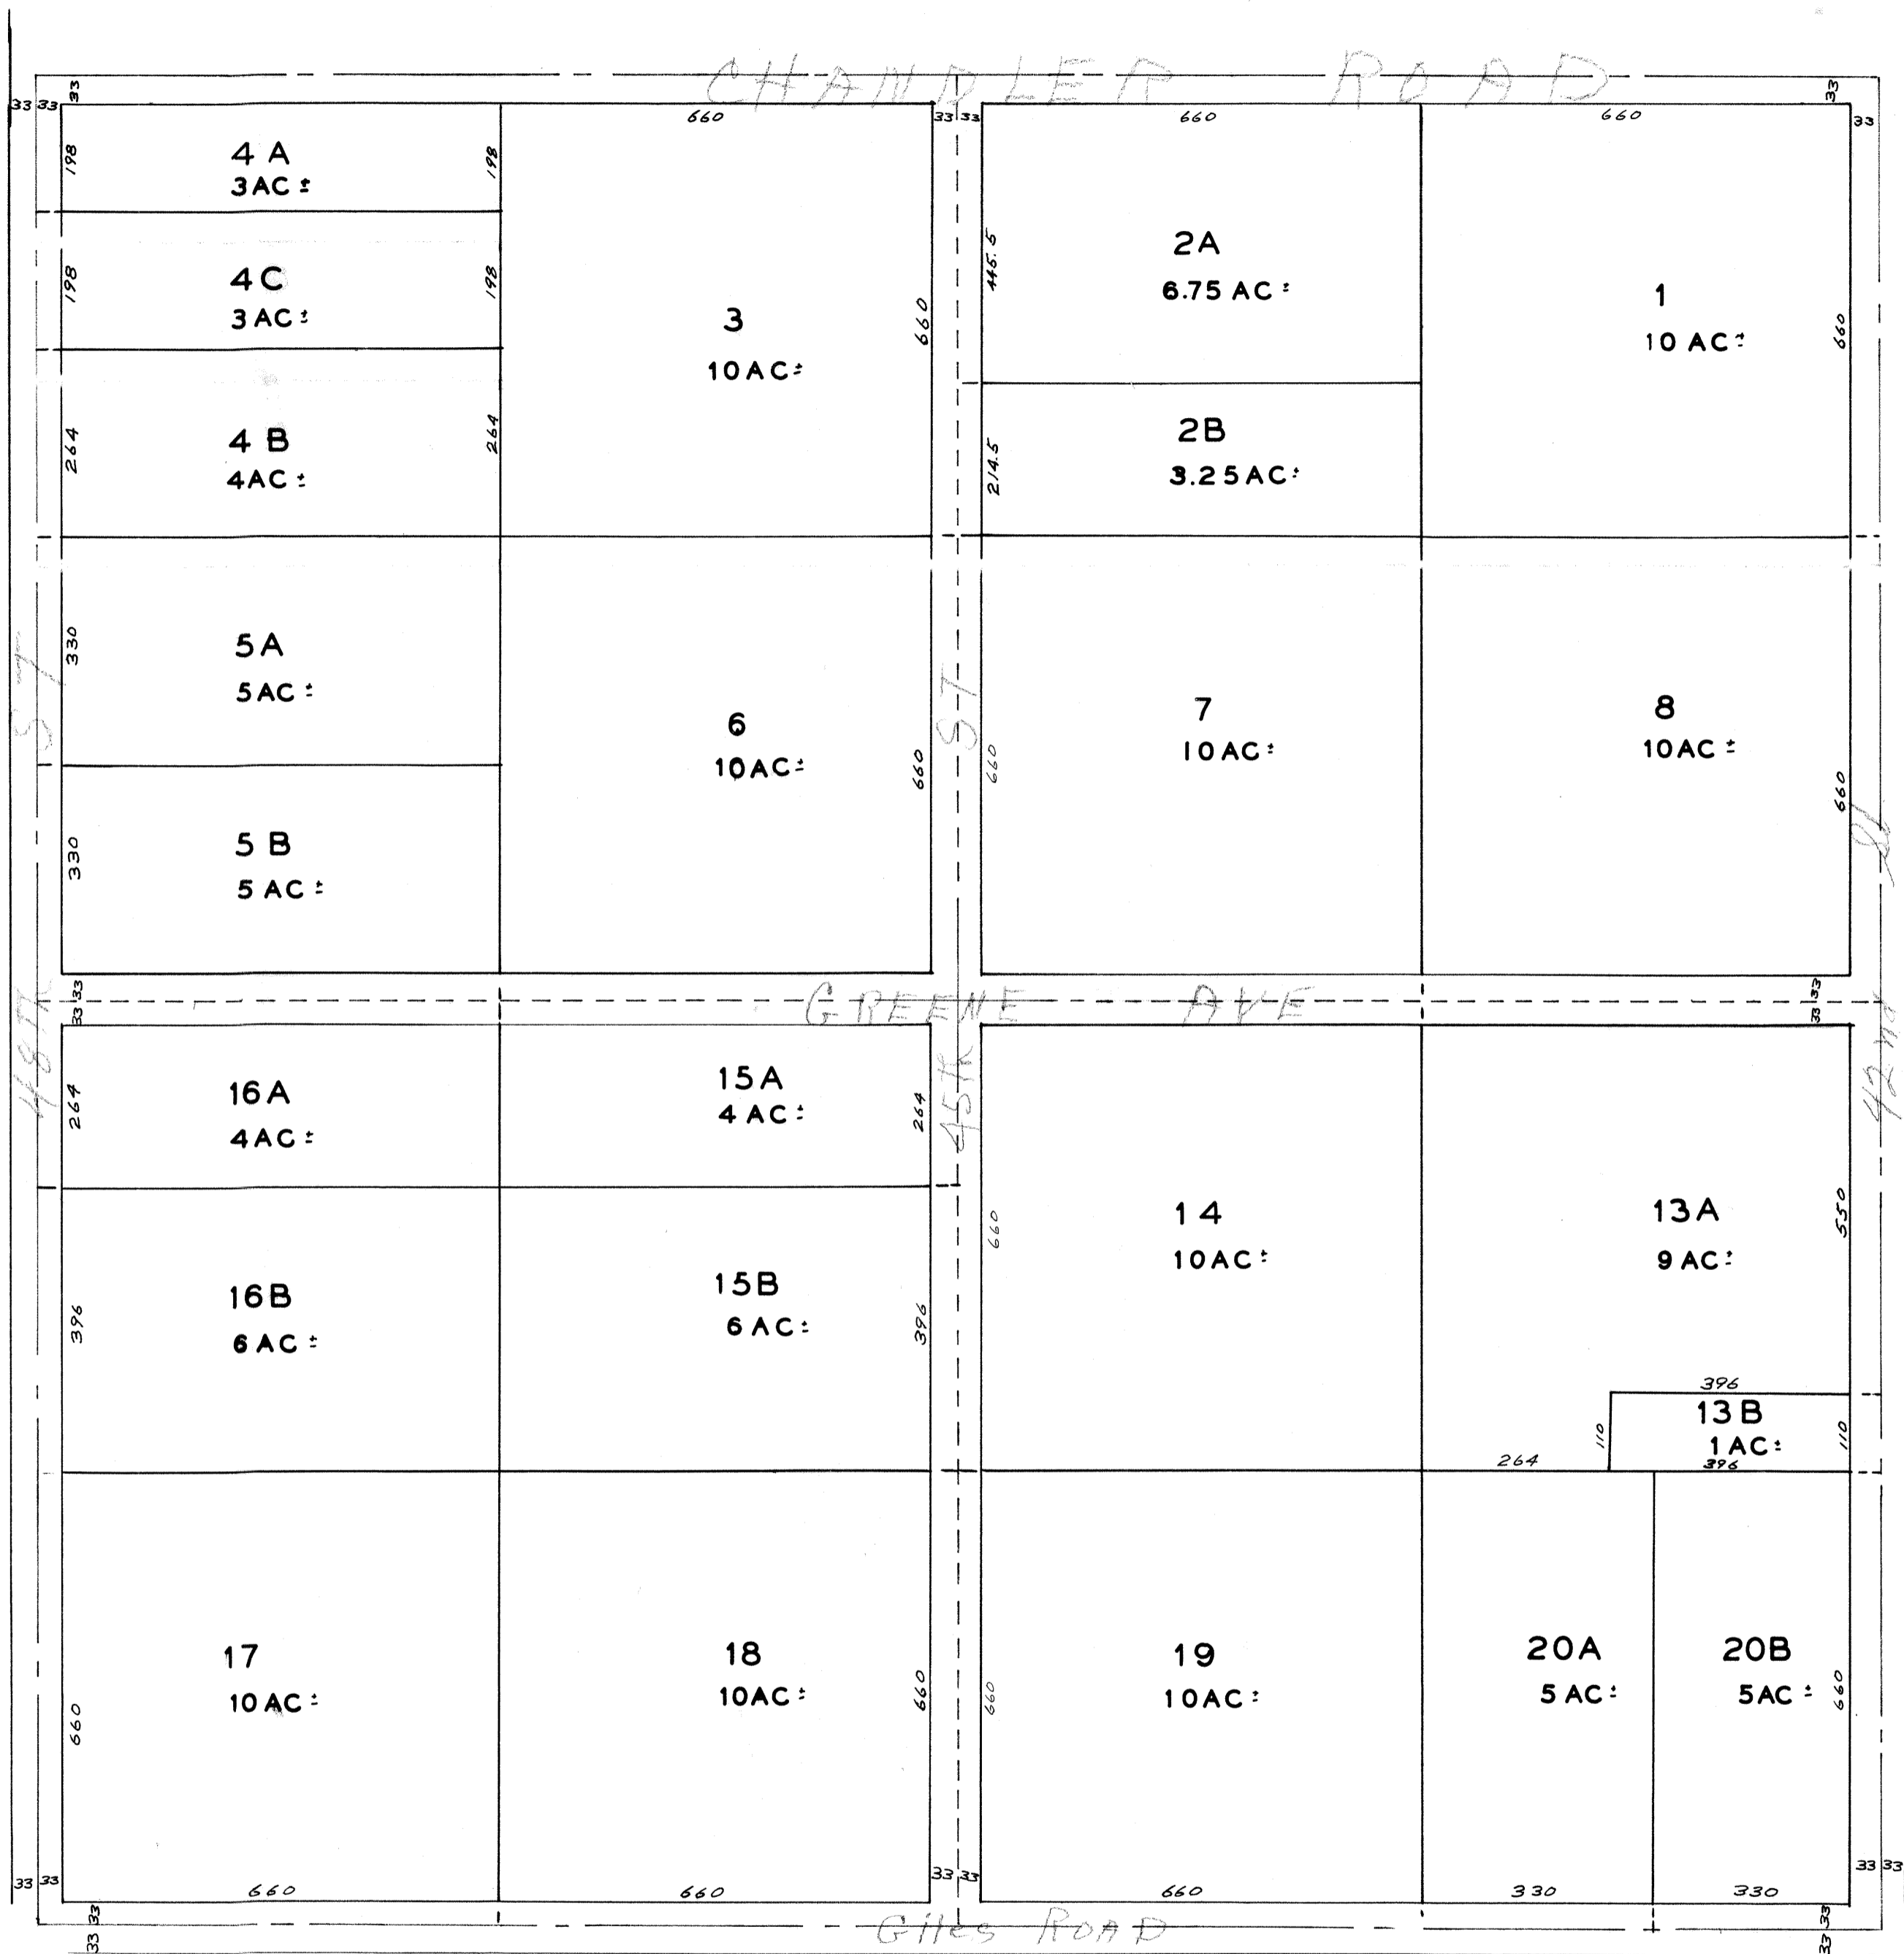 CHANDLER ROAD
33 33 33
660
33 33
660
660
33
33
198
4 A
3 AC ±
198
198
4 C
3 AC ±
198
264
4 B
4 AC ±
264
3
10 AC ±
660
445.5
2A
6.75 AC ±
214.5
2B
3.25 AC ±
1
10 AC ±
660
330
5 A
5 AC ±
330
5 B
5 AC ±
6
10 AC ±
660
ST
660
7
10 AC ±
8
10 AC ±
660
48TH ST
42nd St
33
33
GREENE AVE
33
33
45TH
264
16A
4 AC ±
15A
4 AC ±
264
396
16B
6 AC ±
15B
6 AC ±
396
660
14
10 AC ±
13A
9 AC ±
550
396
110
13 B
1 AC ±
110
264
396
660
17
10 AC ±
18
10 AC ±
660
660
19
10 AC ±
20A
5 AC ±
20B
5 AC ±
660
33 33
660
660
33 33
660
330
330
33 33
33
33
Giles ROAD
33
33